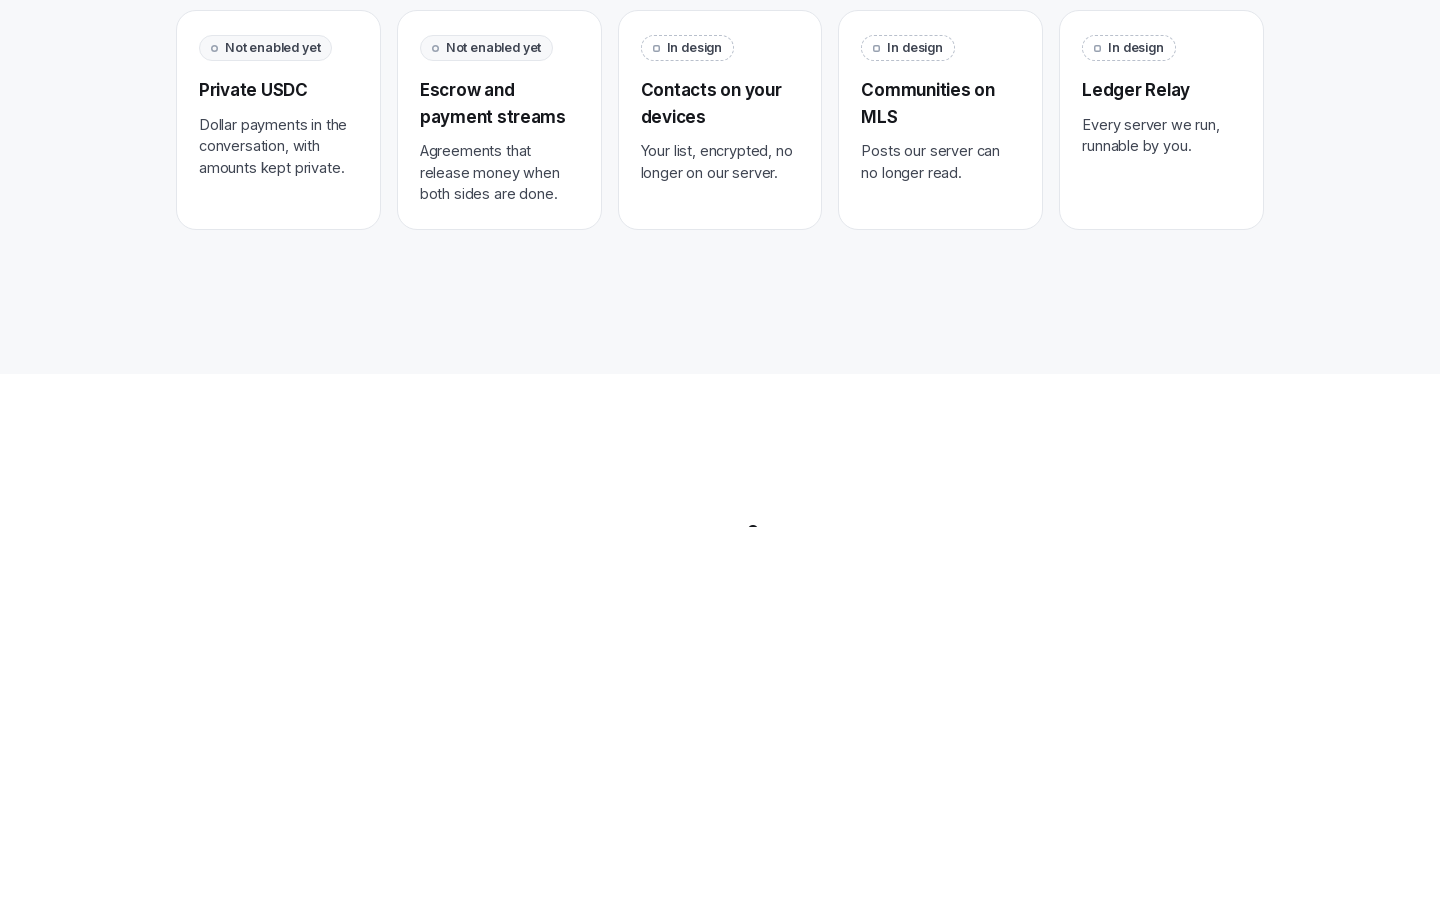 Not enabled yet
Private USDC
Dollar payments in the
conversation, with
amounts kept private.
Not enabled yet
Escrow and
payment streams
Agreements that
release money when
both sides are done.
In design
Contacts on your
devices
Your list, encrypted, no
longer on our server.
In design
Communities on
MLS
Posts our server can
no longer read.
In design
Ledger Relay
Every server we run,
runnable by you.